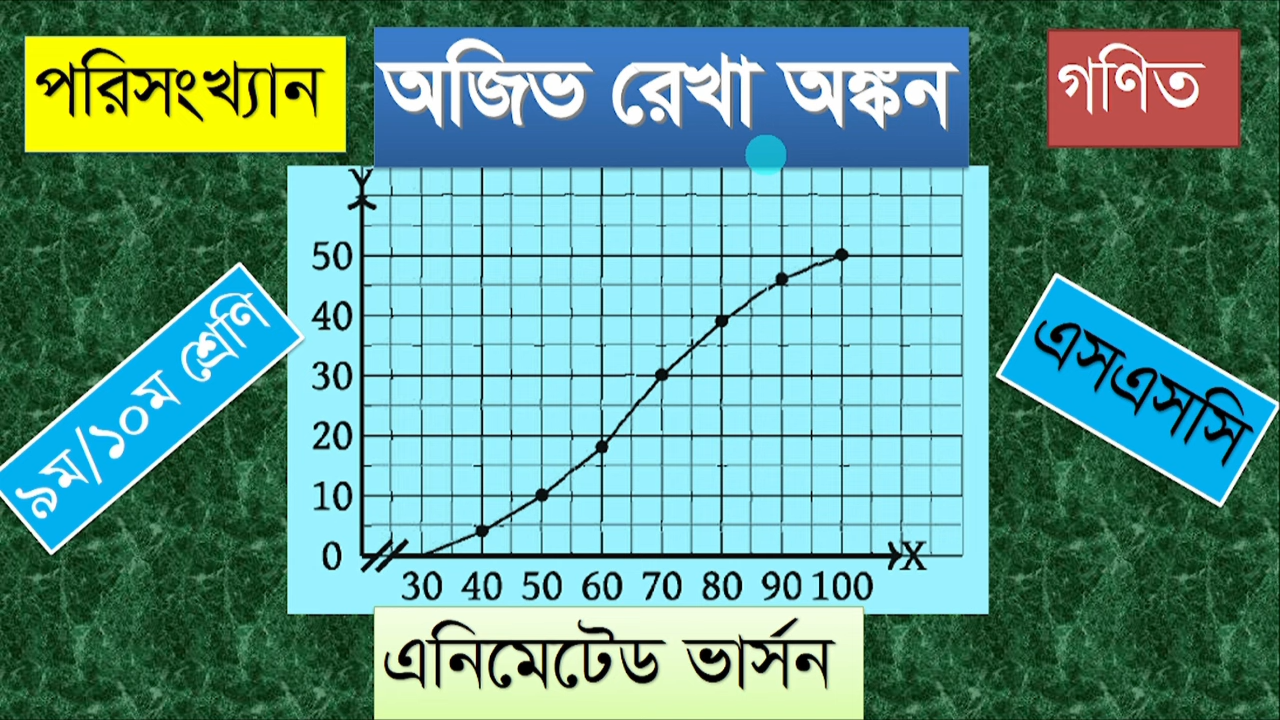 পরিসংখ্যান
অজিভ রেখা অঙ্কন
গণিত
Y
50
40
30
20
10
0
30 40 50 60 70 80 90 100
X
৯ম/১০ম শ্রেণি
এসএসসি
এনিমেটেড ভার্সন